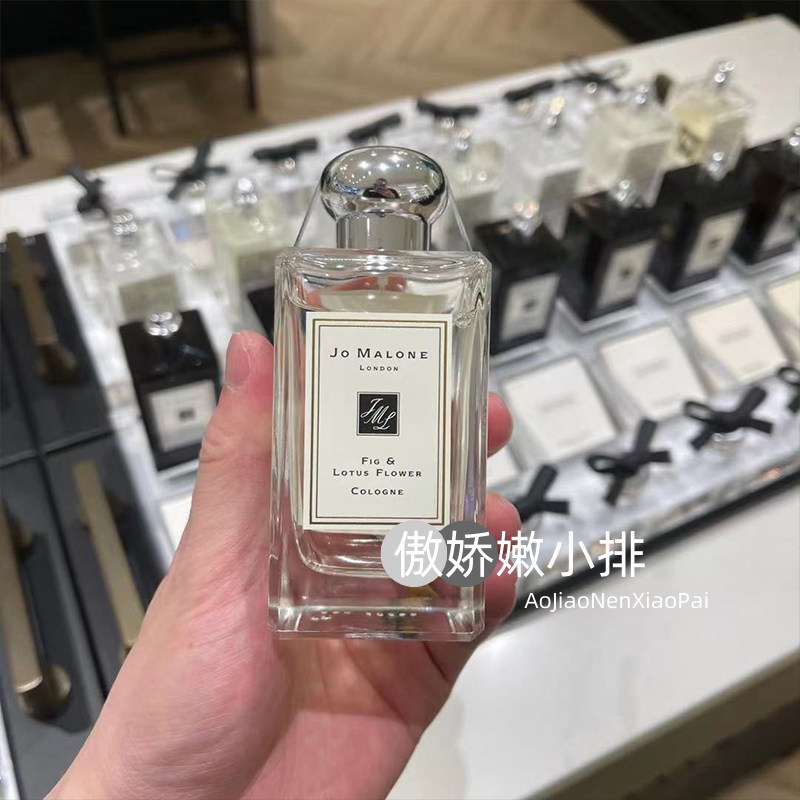 JO MALONE
LONDON
JML
FIG &
LOTUS FLOWER
COLOGNE
傲娇嫩小排
AoJiaoNenXiaoPai